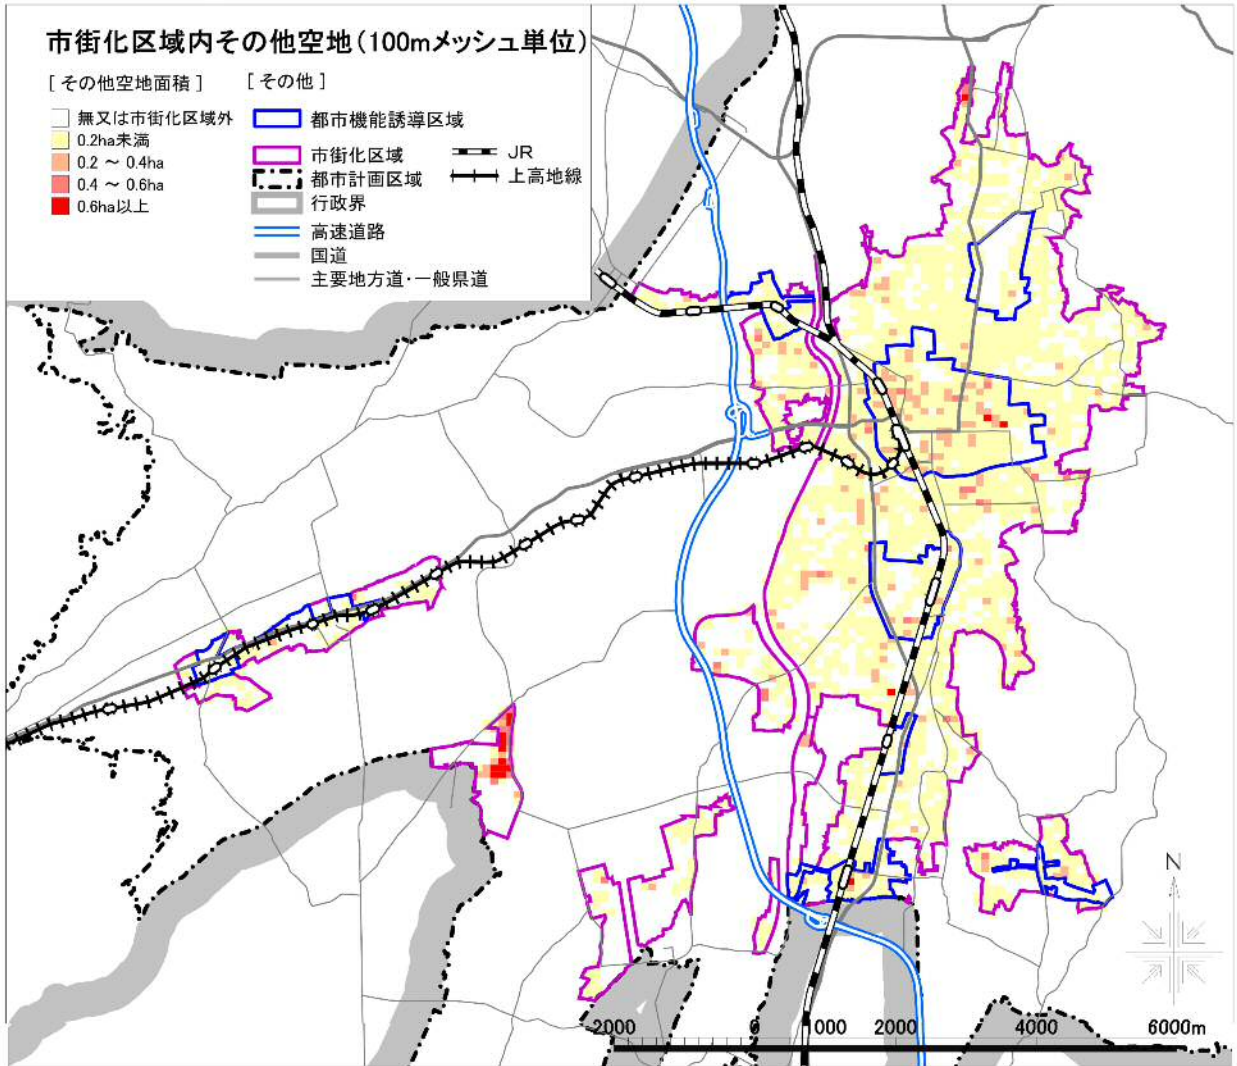 市街化区域内その他空地(100mメッシュ単位)
[ その他空地面積 ]
無又は市街化区域外
0.2ha未満
0.2 ～ 0.4ha
0.4 ～ 0.6ha
0.6ha以上
[ その他 ]
都市機能誘導区域
市街化区域
都市計画区域
行政界
高速道路
国道
主要地方道・一般県道
JR
上高地線
N
2000 0 1000 2000 4000 6000m